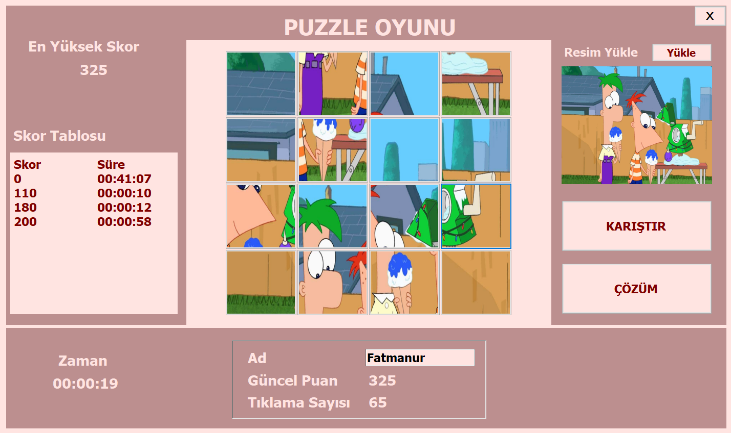 X
PUZZLE OYUNU
En Yüksek Skor
325
Resim Yükle
Yükle
Skor Tablosu
Skor Süre
0 00:41:07
110 00:00:10
180 00:00:12
200 00:00:58
KARIŞTIR
ÇÖZÜM
Zaman
00:00:19
Ad Fatmanur
Güncel Puan 325
Tıklama Sayısı 65